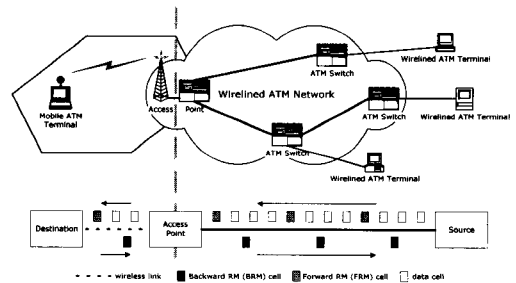 Wirelined ATM Terminal
ATM Switch
Mobile ATM
Terminal
Access
Point
Wirelined ATM Network
ATM Switch
Wirelined ATM Terminal
ATM Switch
Wirelined ATM Terminal
Destination
Access
Point
Source
wireless link
Backward RM (BRM) cell
Forward RM (FRM) cell
data cell